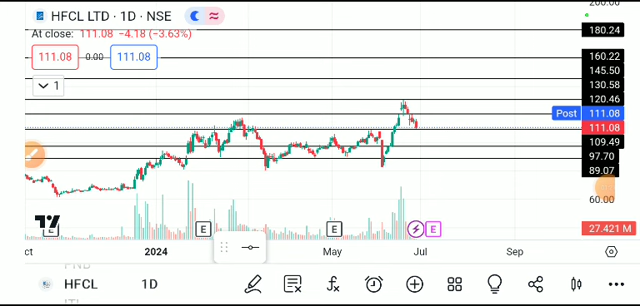 HFCL LTD · 1D · NSE
200.00
At close: 111.08 −4.18 (−3.63%)
180.24
111.08 0.00 111.08
160.22
145.50
1
130.58
120.46
Post 111.08
111.08
109.49
97.70
89.07
60.00
E E E E
27.421 M
ct 2024 May Jul Sep
PNB
HFCL 1D
ITI